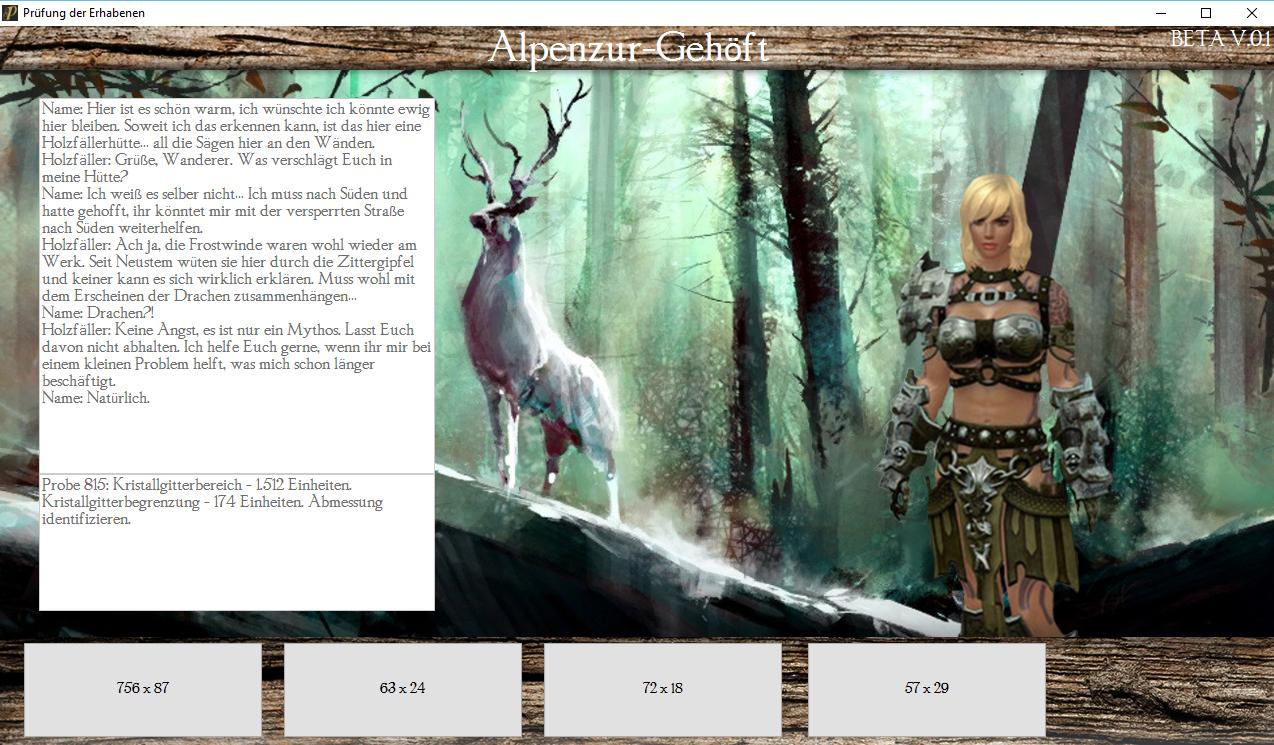 Prüfung der Erhabenen
Alpenzur-Gehöft
BETA V.01
Name: Hier ist es schön warm, ich wünschte ich könnte ewig
hier bleiben. Soweit ich das erkennen kann, ist das hier eine
Holzfällerhütte... all die Sägen hier an den Wänden.
Holzfäller: Grüße, Wanderer. Was verschlägt Euch in
meine Hütte?
Name: Ich weiß es selber nicht... Ich muss nach Süden und
hatte gehofft, ihr könntet mir mit der versperrten Straße
nach Süden weiterhelfen.
Holzfäller: Ach ja, die Frostwinde waren wohl wieder am
Werk. Seit Neustem wüten sie hier durch die Zittergipfel
und keiner kann es sich wirklich erklären. Muss wohl mit
dem Erscheinen der Drachen zusammenhängen...
Name: Drachen?!
Holzfäller: Keine Angst, es ist nur ein Mythos. Lasst Euch
davon nicht abhalten. Ich helfe Euch gerne, wenn ihr mir bei
einem kleinen Problem helft, was mich schon länger
beschäftigt.
Name: Natürlich.
Probe 815: Kristallgitterbereich - 1.512 Einheiten.
Kristallgitterbegrenzung - 174 Einheiten. Abmessung
identifizieren.
756 x 87
63 x 24
72 x 18
57 x 29